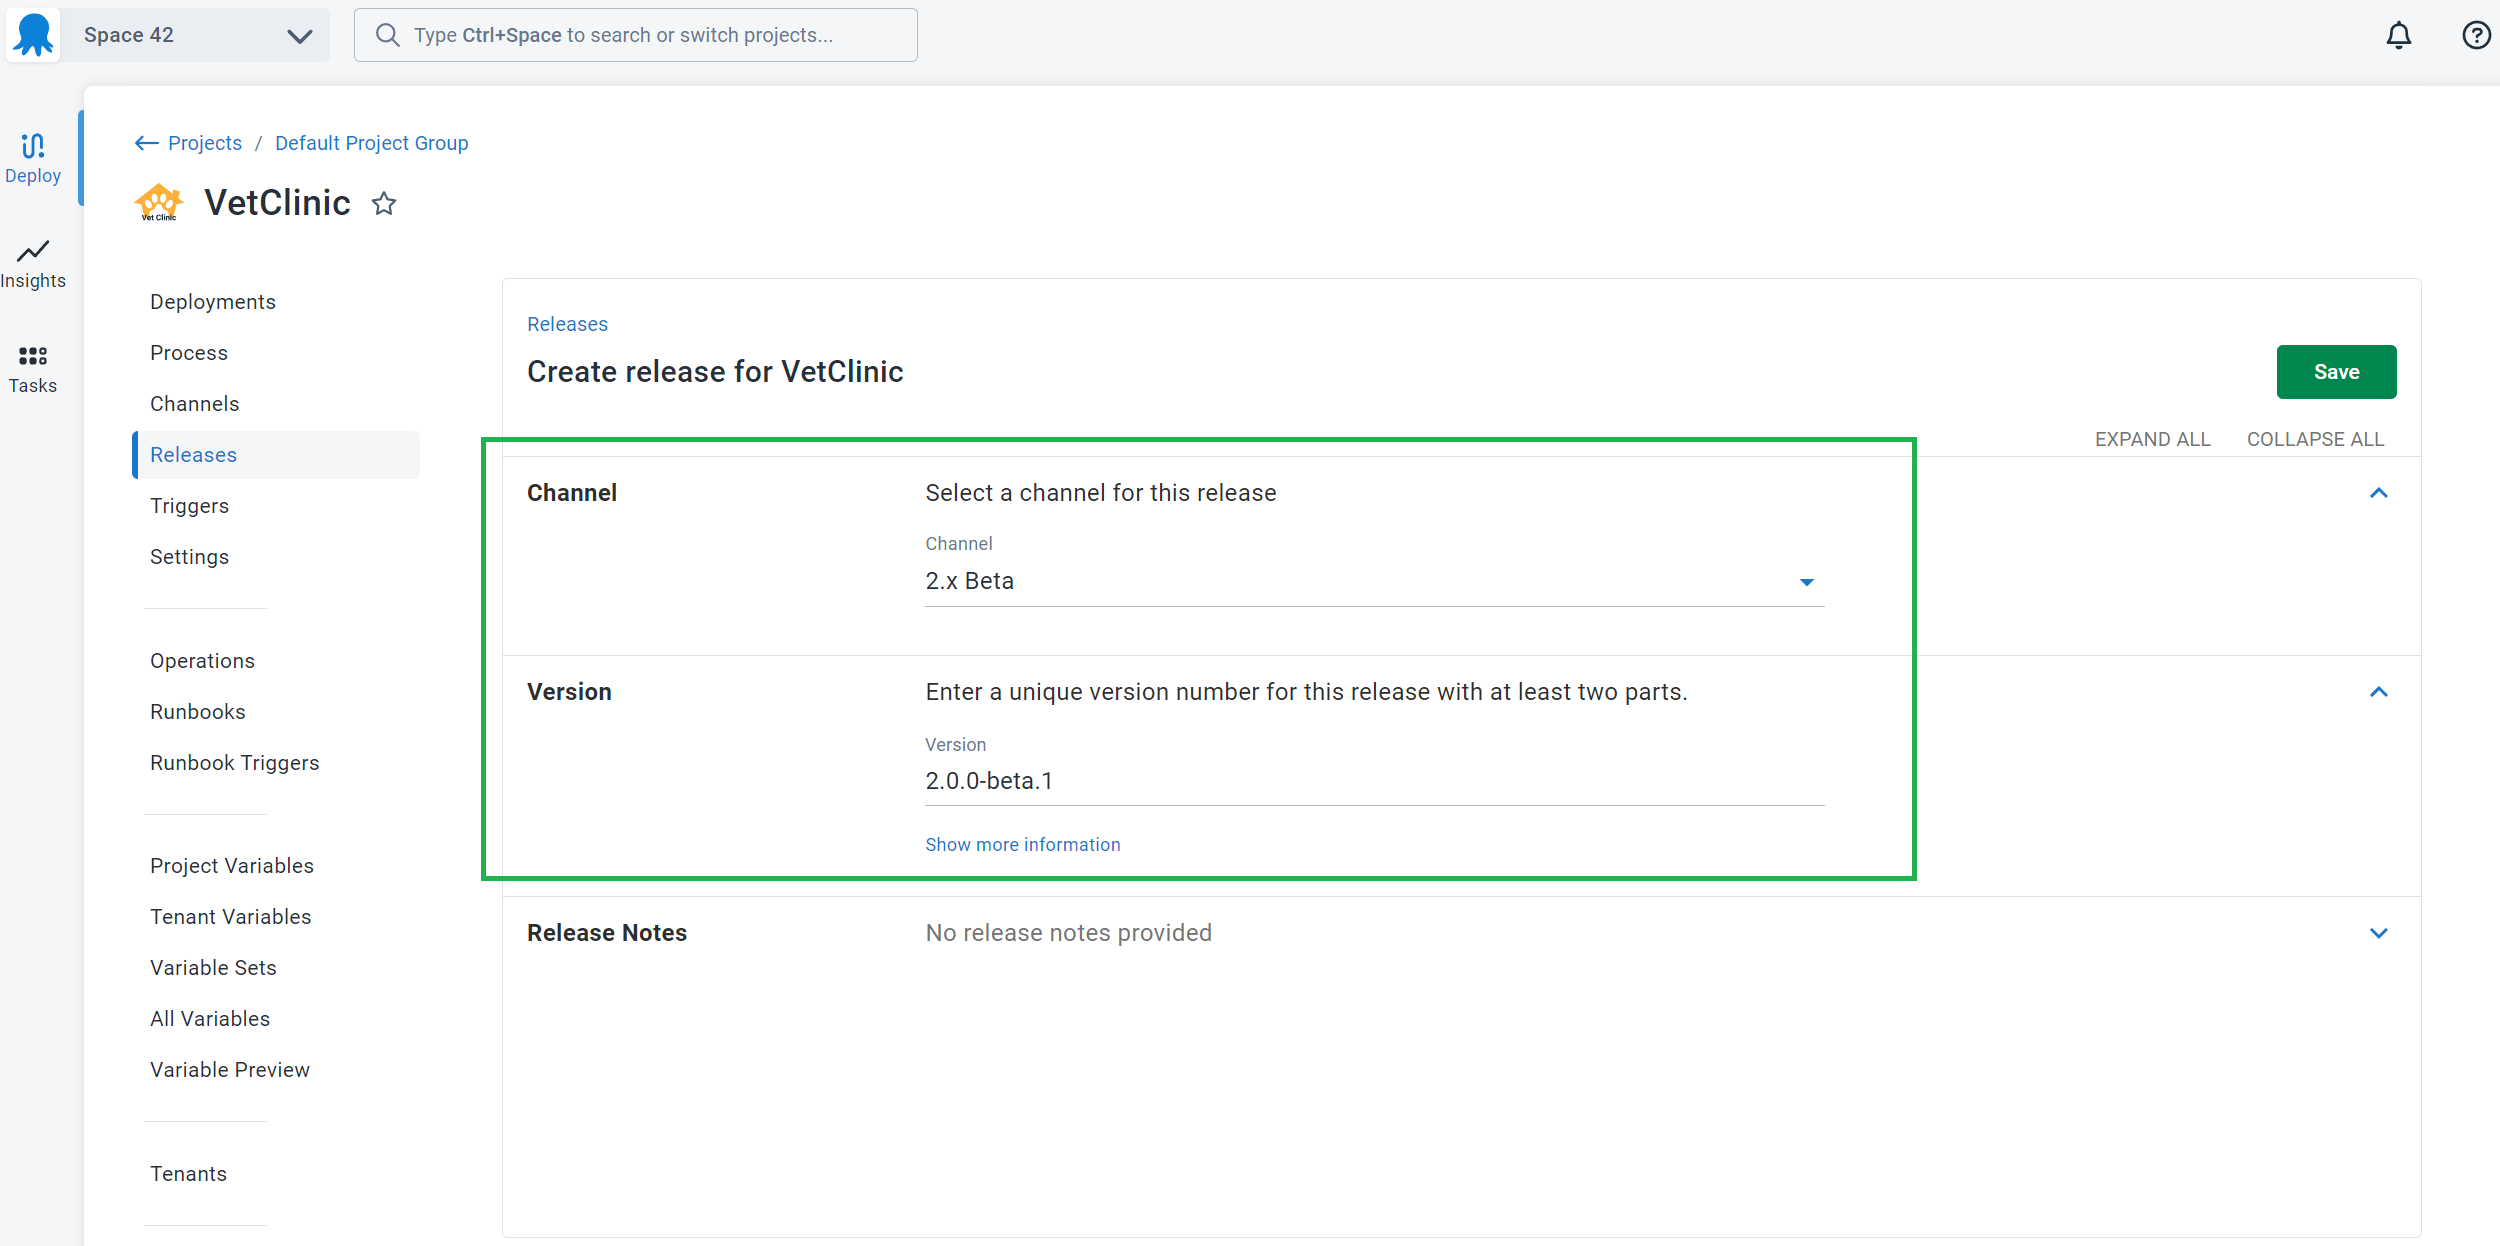 Space 42
Type Ctrl+Space to search or switch projects...
Deploy
Insights
Tasks
Projects / Default Project Group
Vet Clinic
VetClinic
Deployments
Process
Channels
Releases
Triggers
Settings
Operations
Runbooks
Runbook Triggers
Project Variables
Tenant Variables
Variable Sets
All Variables
Variable Preview
Tenants
Releases
Create release for VetClinic
Save
EXPAND ALL COLLAPSE ALL
Channel
Select a channel for this release
Channel
2.x Beta
Version
Enter a unique version number for this release with at least two parts.
Version
2.0.0-beta.1
Show more information
Release Notes
No release notes provided